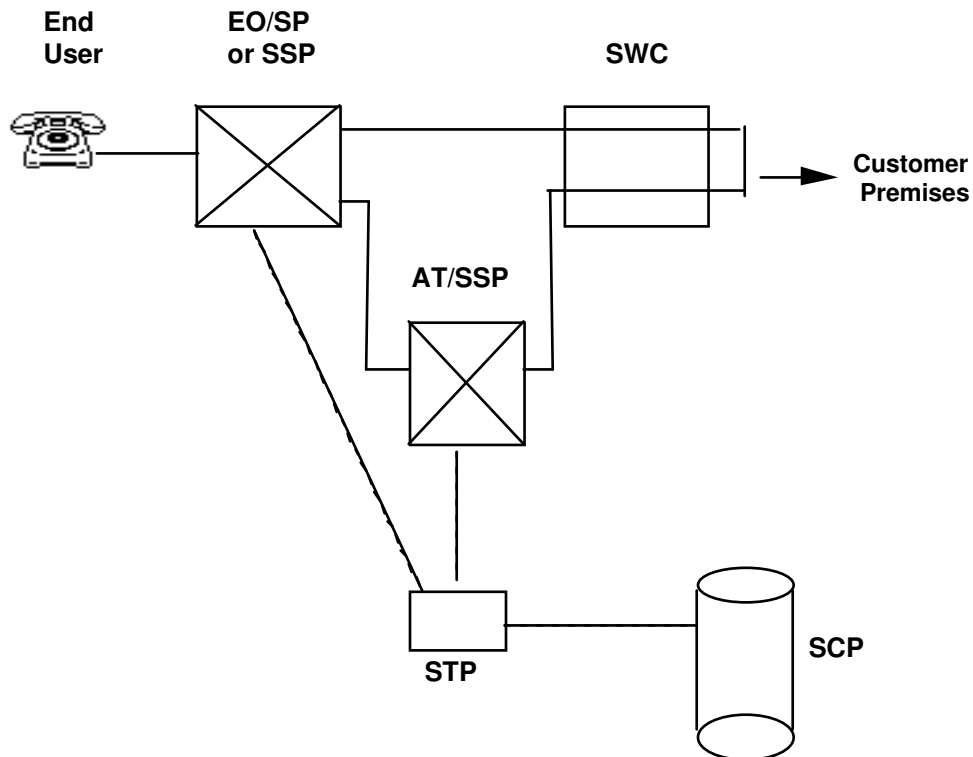 End
User
EO/SP
or SSP
SWC
Customer
Premises
AT/SSP
STP
SCP